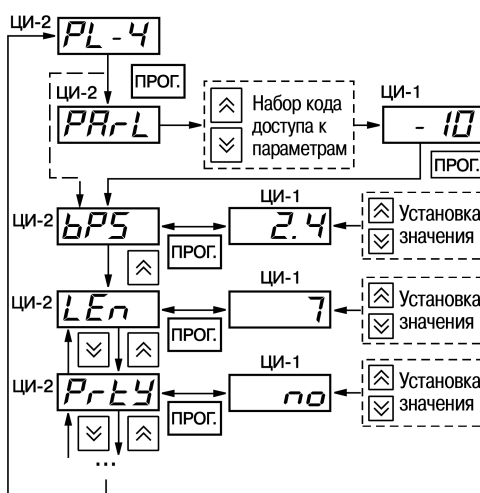 ЦИ-2 PL-4
ПРОГ.
ЦИ-2 ЦИ-1
PArL Набор кода доступа к параметрам - 10
ПРОГ.
ЦИ-1
ЦИ-2 bPS 2.4 Установка значения
ПРОГ.
ЦИ-1
ЦИ-2 LEn 7 Установка значения
ПРОГ.
ЦИ-1
ЦИ-2 PrtY no Установка значения
ПРОГ.
...